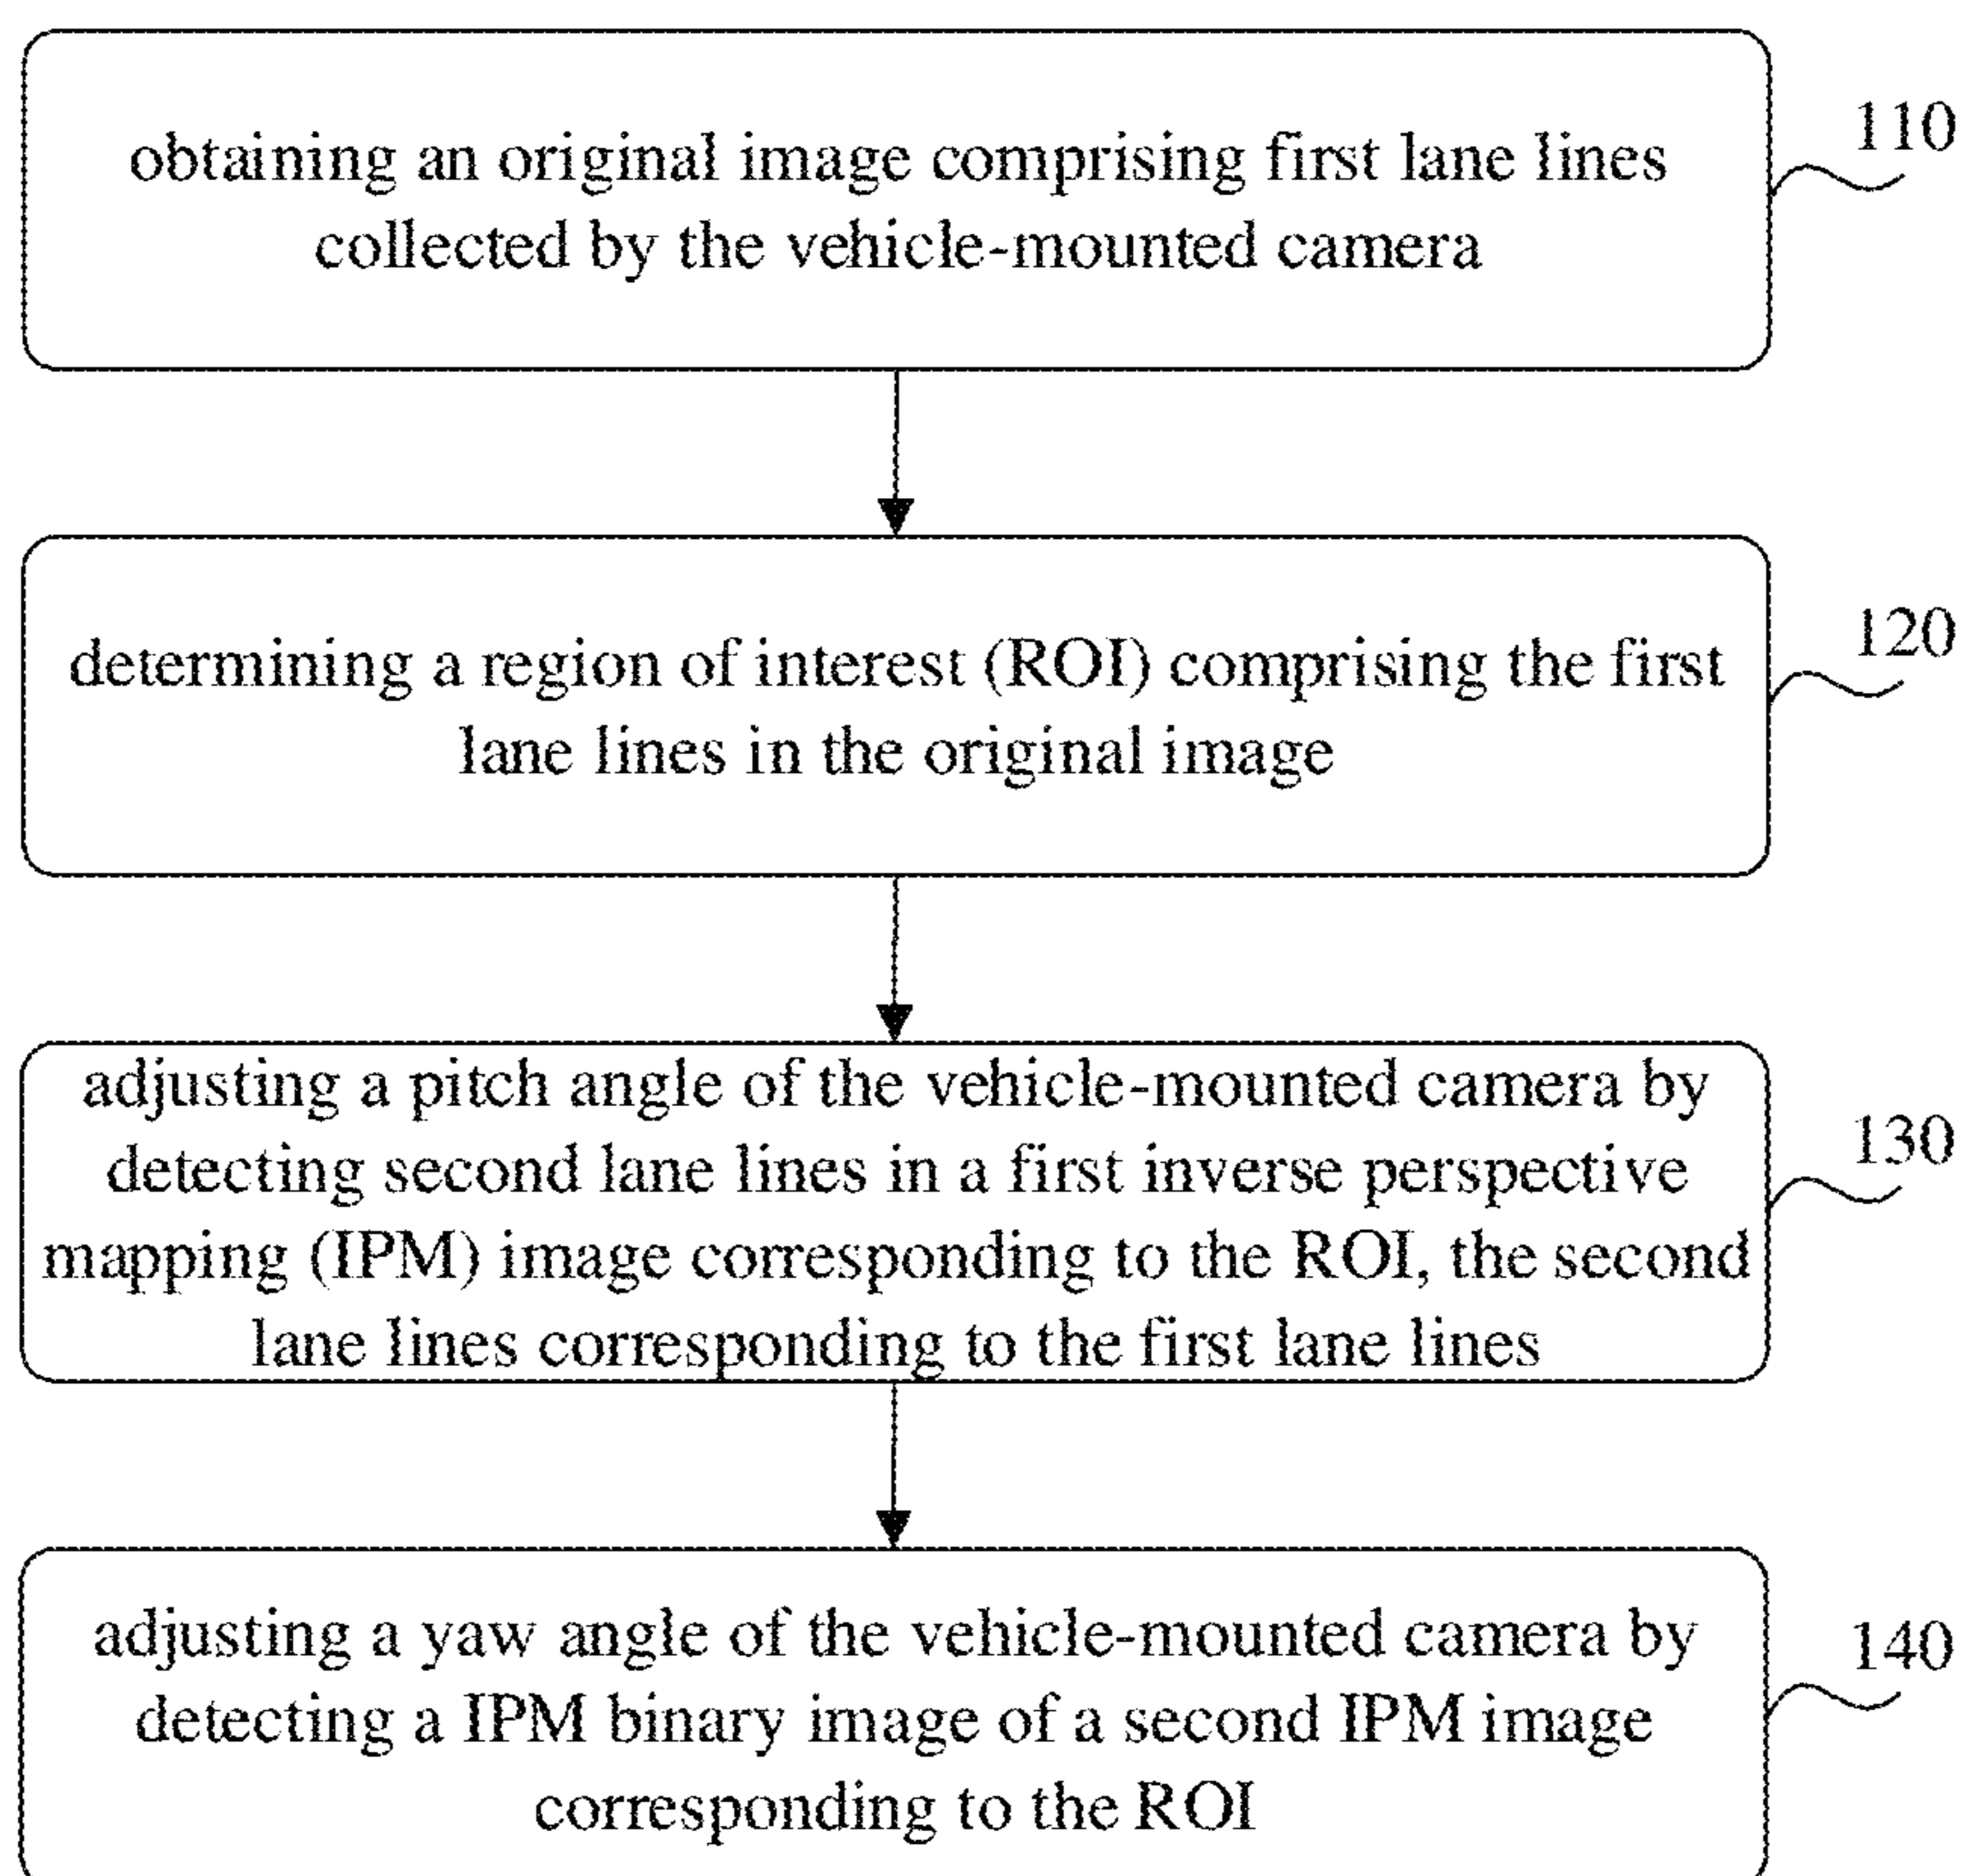 obtaining an original image comprising first lane lines
collected by the vehicle-mounted camera
110
determining a region of interest (ROI) comprising the first
lane lines in the original image
120
adjusting a pitch angle of the vehicle-mounted camera by
detecting second lane lines in a first inverse perspective
mapping (IPM) image corresponding to the ROI, the second
lane lines corresponding to the first lane lines
130
adjusting a yaw angle of the vehicle-mounted camera by
detecting a IPM binary image of a second IPM image
corresponding to the ROI
140